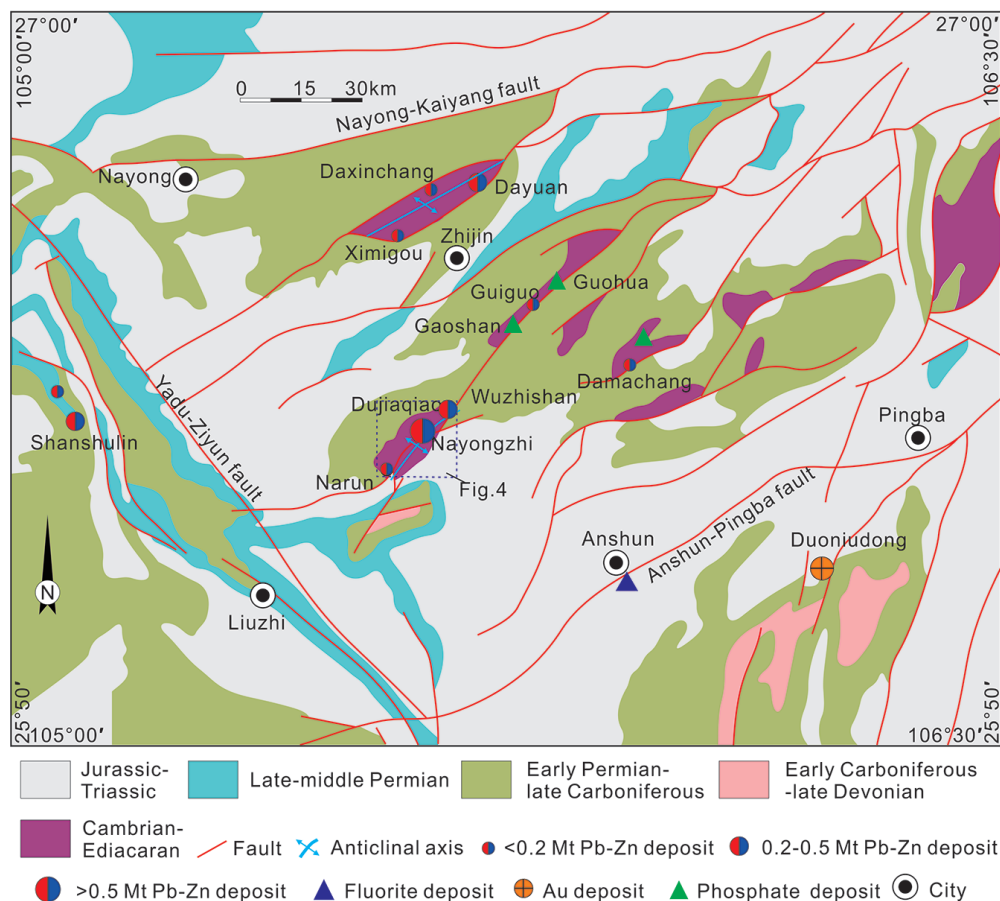 27°00′
27°00′
105°00′
106°30′
0 15 30km
Nayong-Kaiyang fault
Daxinchang
Nayong
Dayuan
Ximigou
Zhijin
Guiguo
Guohua
Gaoshan
Damachang
Dujiaqiao
Wuzhishan
Nayongzhi
Narun
Fig.4
Pingba
Shanshulin
Yadu-Ziyun fault
Anshun
Anshun-Pingba fault
Duoniudong
N
Liuzhi
25°50′
25°50′
105°00′
106°30′
Jurassic-
Triassic
Late-middle Permian
Early Permian-
late Carboniferous
Early Carboniferous
-late Devonian
Cambrian-
Ediacaran
Fault
Anticlinal axis
<0.2 Mt Pb-Zn deposit
0.2-0.5 Mt Pb-Zn deposit
>0.5 Mt Pb-Zn deposit
Fluorite deposit
Au deposit
Phosphate deposit
City